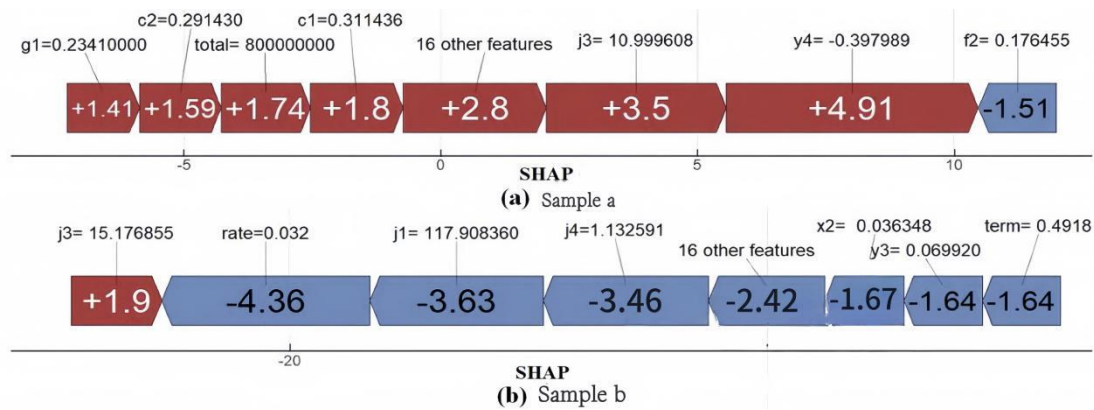 c2=0.291430 c1=0.311436
g1=0.23410000 total= 800000000 16 other features j3= 10.999608 y4= -0.397989 f2= 0.176455
+1.41 +1.59 +1.74 +1.8 +2.8 +3.5 +4.91 -1.51
-5 0 5 10
SHAP
(a) Sample a
j3= 15.176855 rate=0.032 j1= 117.908360 j4=1.132591 x2= 0.036348 term= 0.4918
16 other features y3= 0.069920
+1.9 -4.36 -3.63 -3.46 -2.42 -1.67 -1.64 -1.64
-20
SHAP
(b) Sample b